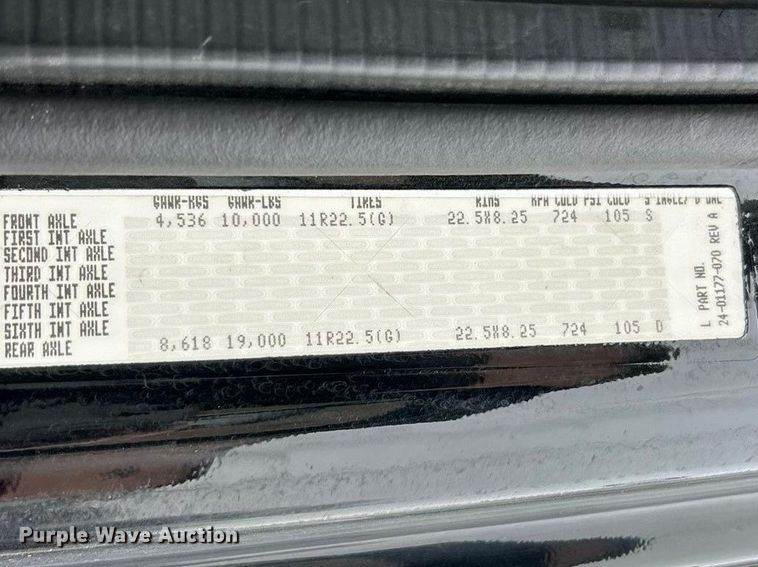 GAWR-KGS GAWR-LBS TIRES RIMS KPA COLD PSI COLD SINGLE/DUAL
FRONT AXLE 4,536 10,000 11R22.5(G) 22.5X8.25 724 105 S
FIRST INT AXLE
SECOND INT AXLE
THIRD INT AXLE
FOURTH INT AXLE
FIFTH INT AXLE
SIXTH INT AXLE
REAR AXLE 8,618 19,000 11R22.5(G) 22.5X8.25 724 105 D
L PART NO.
24-01177-070 REV A
Purple Wave Auction